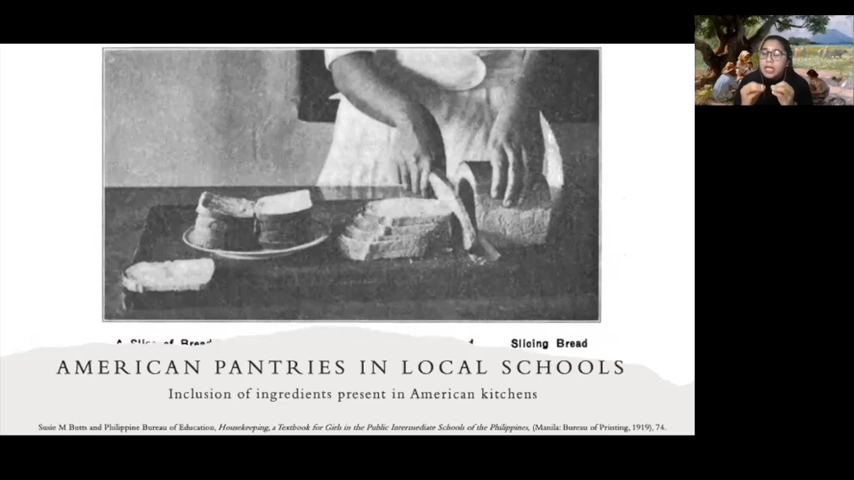 Slicing Bread
AMERICAN PANTRIES IN LOCAL SCHOOLS
Inclusion of ingredients present in American kitchens
Susie M Butts and Philippine Bureau of Education, Housekeeping, a Textbook for Girls in the Public Intermediate Schools of the Philippines, (Manila: Bureau of Printing, 1919), 74.